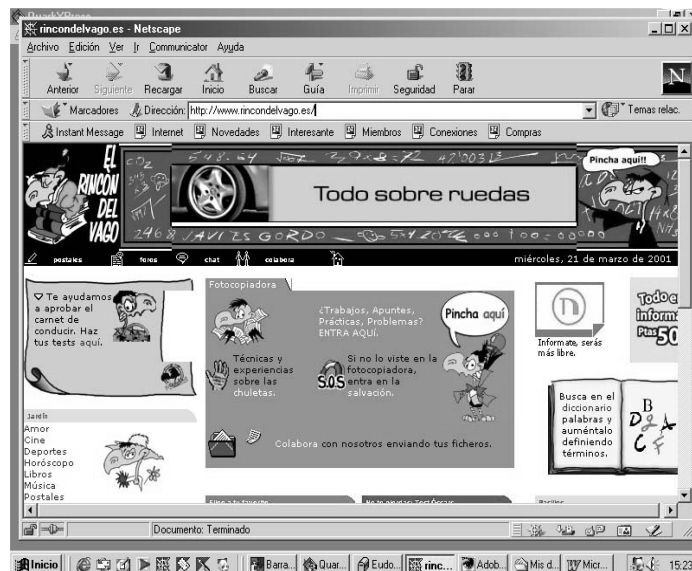 QuarkXPress
rincondelvago.es - Netscape
Archivo Edición Ver Ir Communicator Ayuda
Anterior Siguiente Recargar Inicio Buscar Guía Imprimir Seguridad Parar
N
Marcadores Dirección: http://www.rincondelvago.es/ Temas relac.
Instant Message Internet Novedades Interesante Miembros Conexiones Compras
EL
RINCON
DEL
VAGO
Todo sobre ruedas
Pincha aquí!!
2468 JAVI ES GORDO
postales foros chat colabora
miércoles, 21 de marzo de 2001
Te ayudamos
a aprobar el
carnet de
conducir. Haz
tus tests aquí.
Fotocopiadora
¿Trabajos, Apuntes,
Prácticas, Problemas?
ENTRA AQUÍ.
Pincha aquí
Técnicas y
experiencias
sobre las
chuletas.
S.O.S
Si no lo viste en la
fotocopiadora,
entra en la
salvación.
Colabora con nosotros enviando tus ficheros.
Informate, serás
más libre.
Ptas 50
Busca en el
diccionario
palabras y
auméntalo
definiendo
términos.
Jardín
Amor
Cine
Deportes
Horóscopo
Libros
Música
Postales
Documento: Terminado
Inicio Barra... Quar... Eudo... rinc... Adob... Mis d... Micr... 15:23